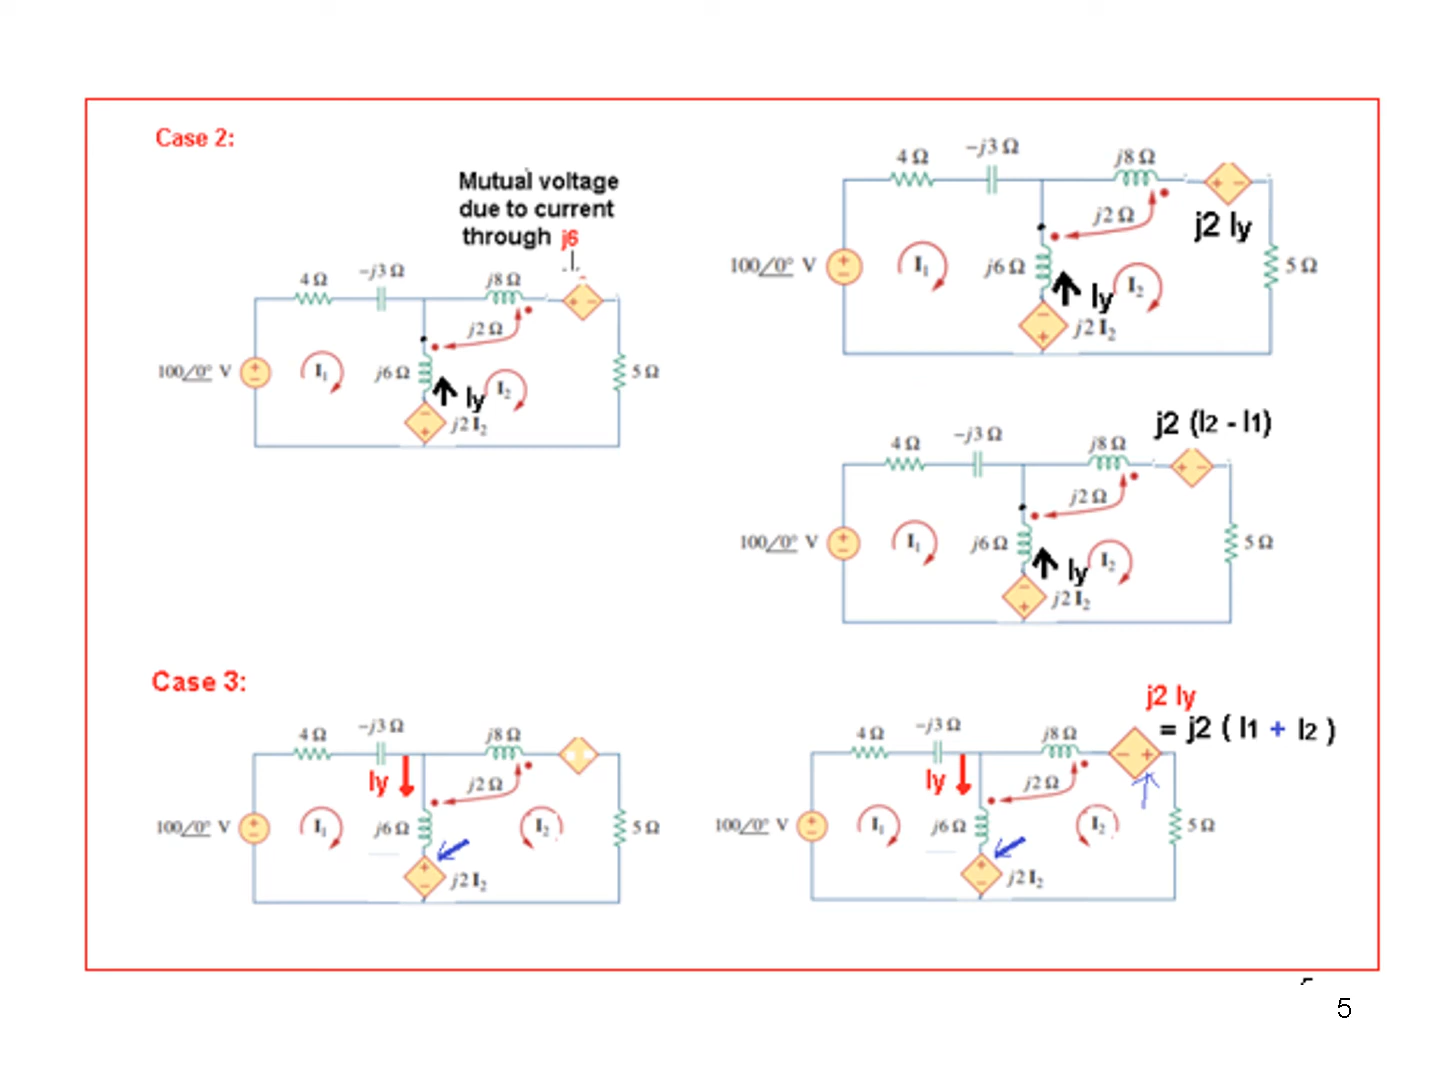 Case 2:
Mutual voltage
due to current
through j6
4 Ω
−j3 Ω
j8 Ω
j2 Ω
100/0° V
I₁
j6 Ω
Iy
I₂
5 Ω
j2 I₂
4 Ω
−j3 Ω
j8 Ω
j2 Ω
j2 Iy
100/0° V
I₁
j6 Ω
Iy
I₂
5 Ω
j2 I₂
j2 (I2 - I1)
4 Ω
−j3 Ω
j8 Ω
j2 Ω
100/0° V
I₁
j6 Ω
Iy
I₂
5 Ω
j2 I₂
Case 3:
4 Ω
−j3 Ω
j8 Ω
Iy
j2 Ω
100/0° V
I₁
j6 Ω
I₂
5 Ω
j2 I₂
j2 Iy
= j2 ( I1 + I2 )
4 Ω
−j3 Ω
j8 Ω
Iy
j2 Ω
100/0° V
I₁
j6 Ω
I₂
5 Ω
j2 I₂
5